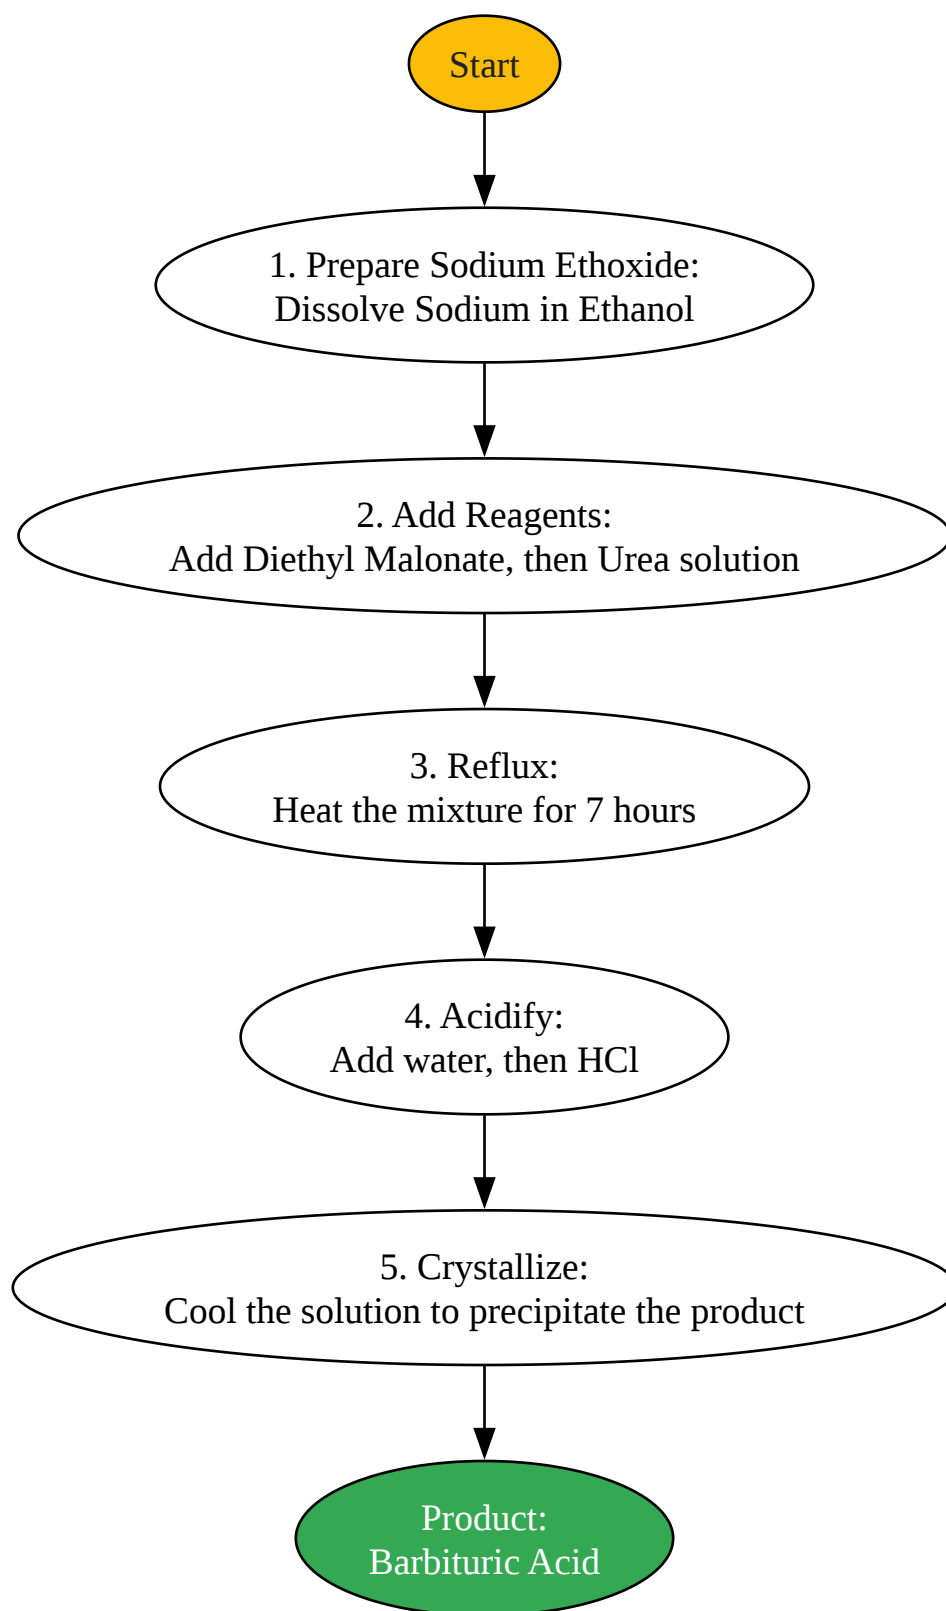 Start
1. Prepare Sodium Ethoxide:
Dissolve Sodium in Ethanol
2. Add Reagents:
Add Diethyl Malonate, then Urea solution
3. Reflux:
Heat the mixture for 7 hours
4. Acidify:
Add water, then HCl
5. Crystallize:
Cool the solution to precipitate the product
Product:
Barbituric Acid